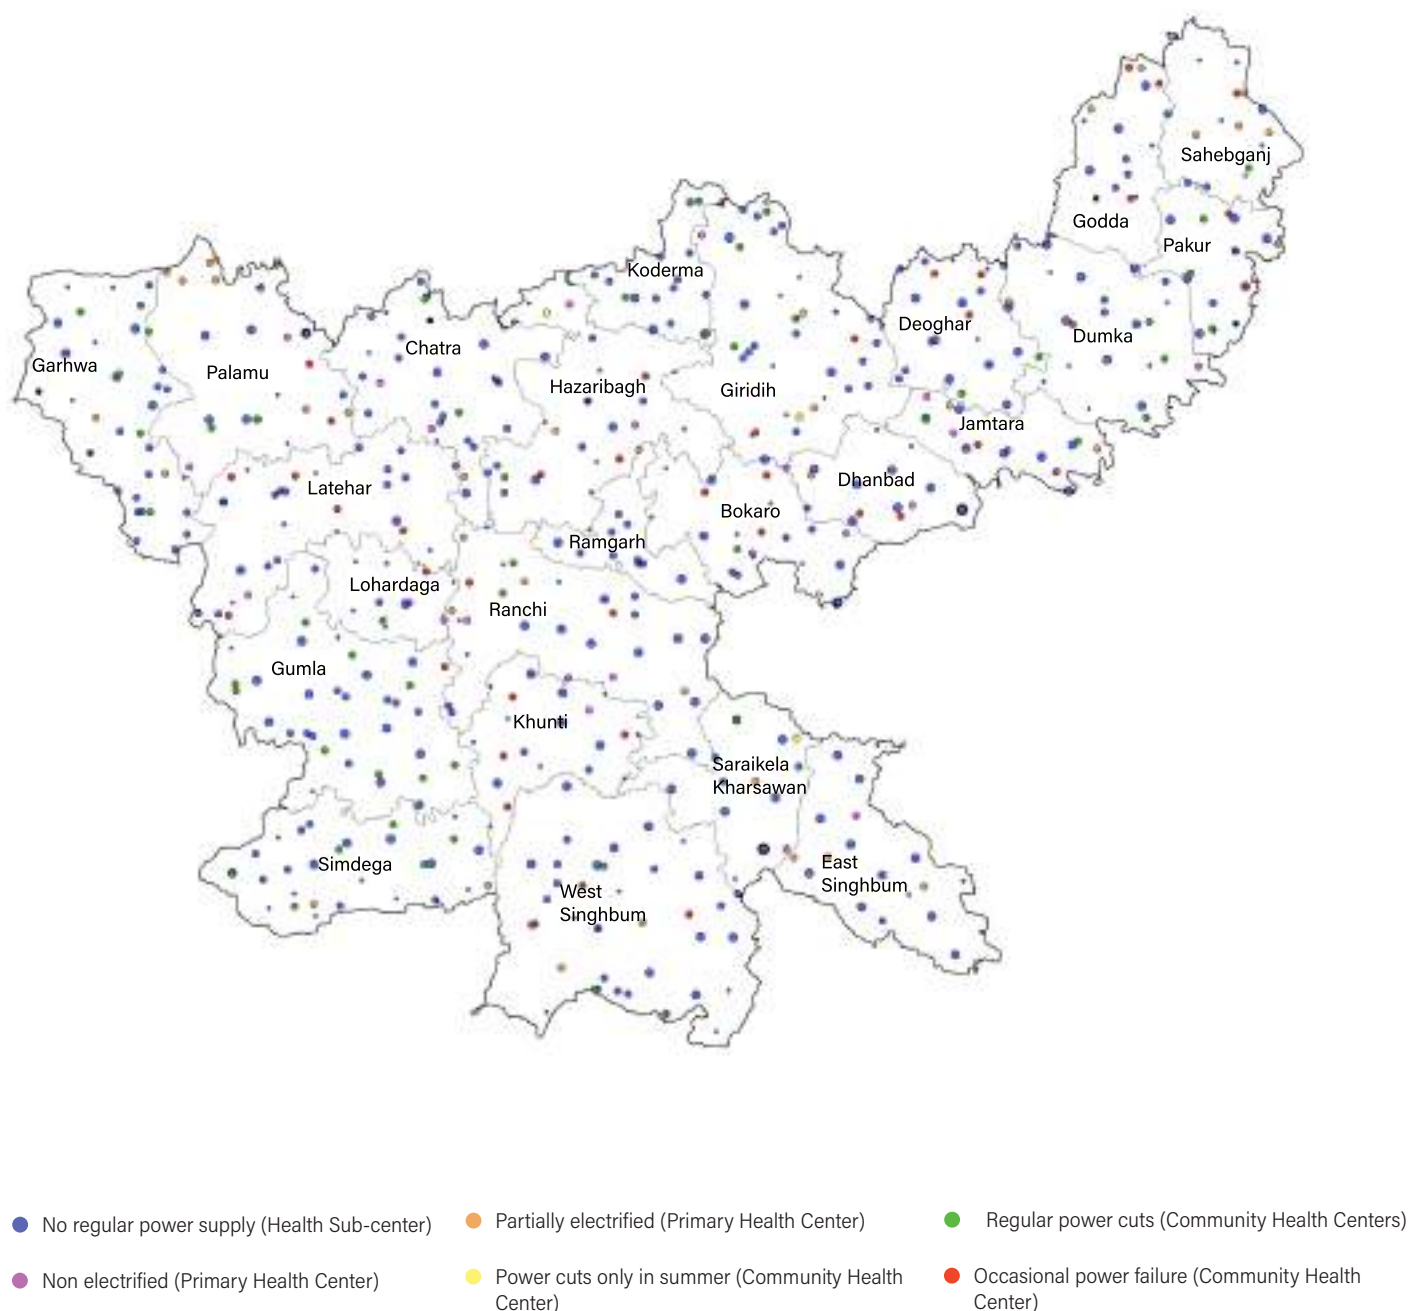 Sahebganj
Godda
Pakur
Koderma
Deoghar
Dumka
Garhwa
Palamu
Chatra
Hazaribagh
Giridih
Jamtara
Latehar
Dhanbad
Bokaro
Ramgarh
Lohardaga
Ranchi
Gumla
Khunti
Saraikela
Kharsawan
Simdega
East
Singhbum
West
Singhbum
No regular power supply (Health Sub-center)
Partially electrified (Primary Health Center)
Regular power cuts (Community Health Centers)
Non electrified (Primary Health Center)
Power cuts only in summer (Community Health
Center)
Occasional power failure (Community Health
Center)